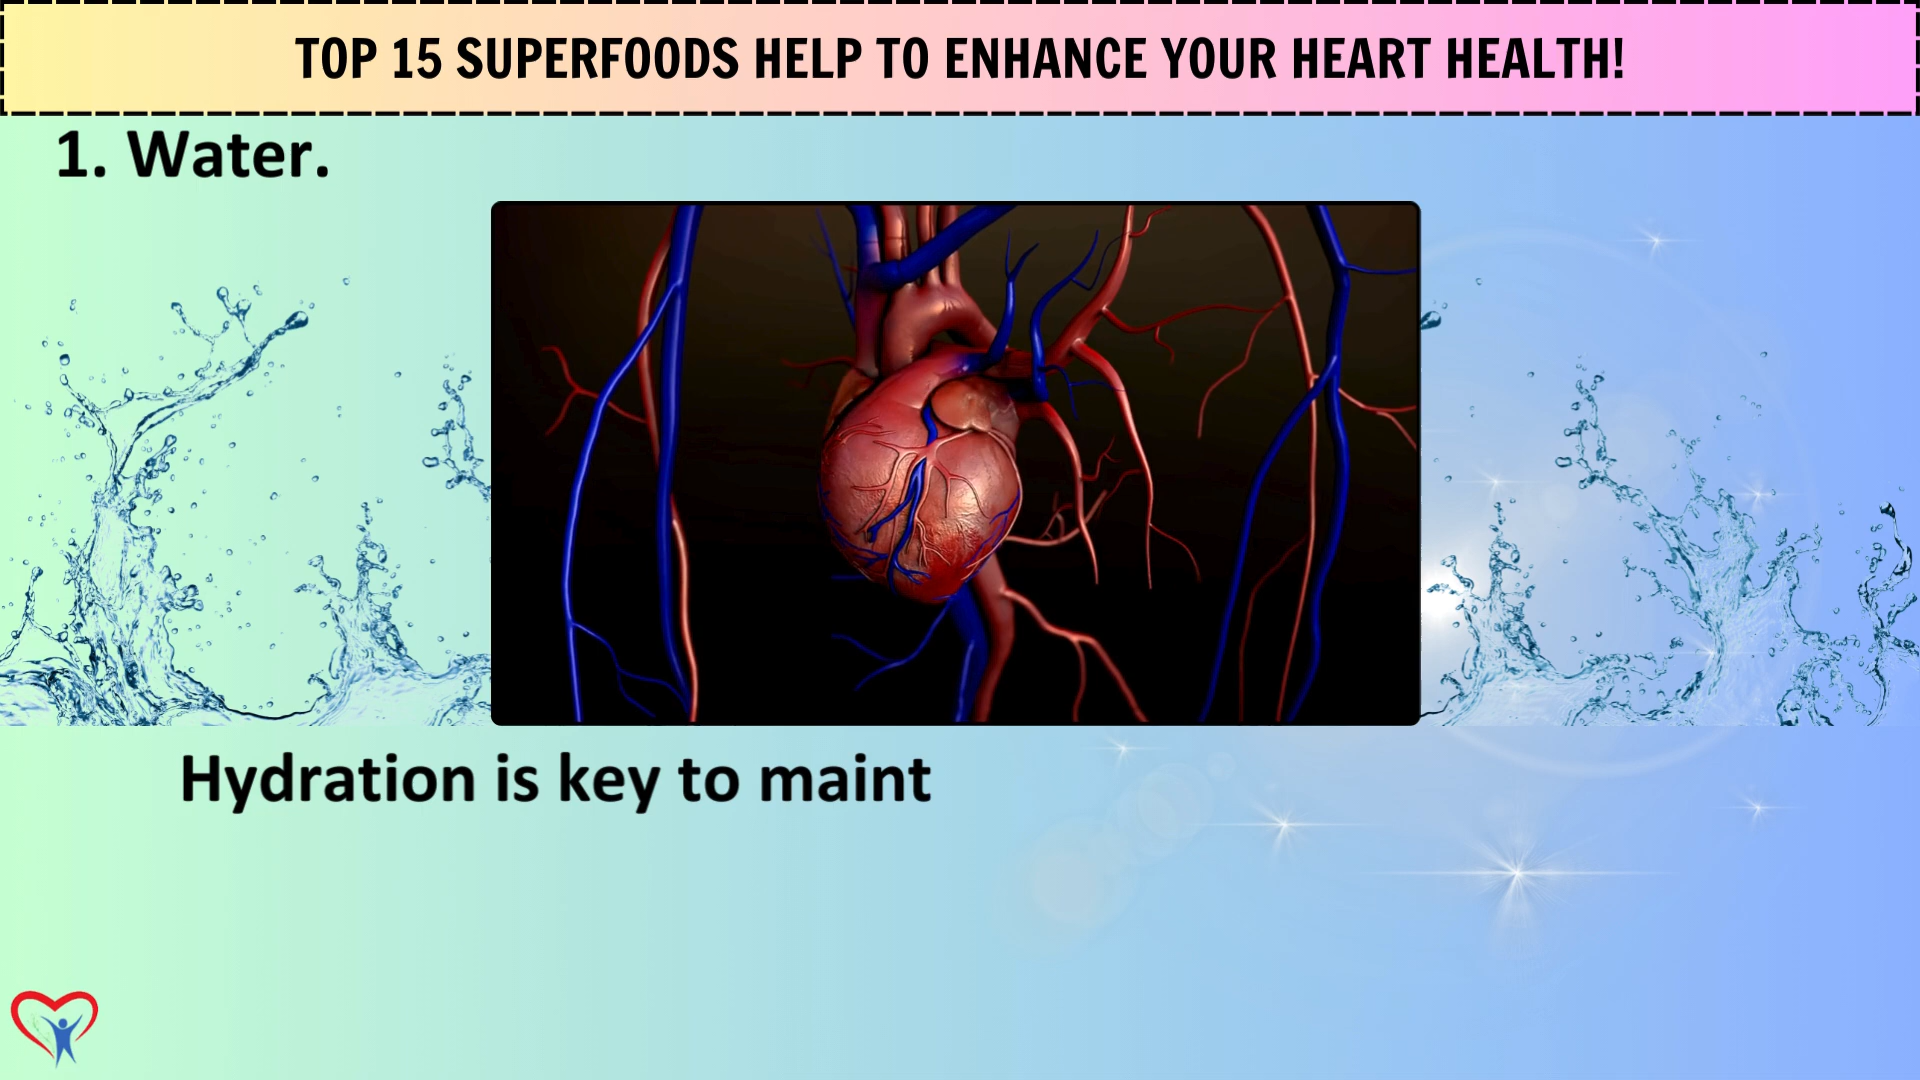 TOP 15 SUPERFOODS HELP TO ENHANCE YOUR HEART HEALTH!
1. Water.
Hydration is key to maint